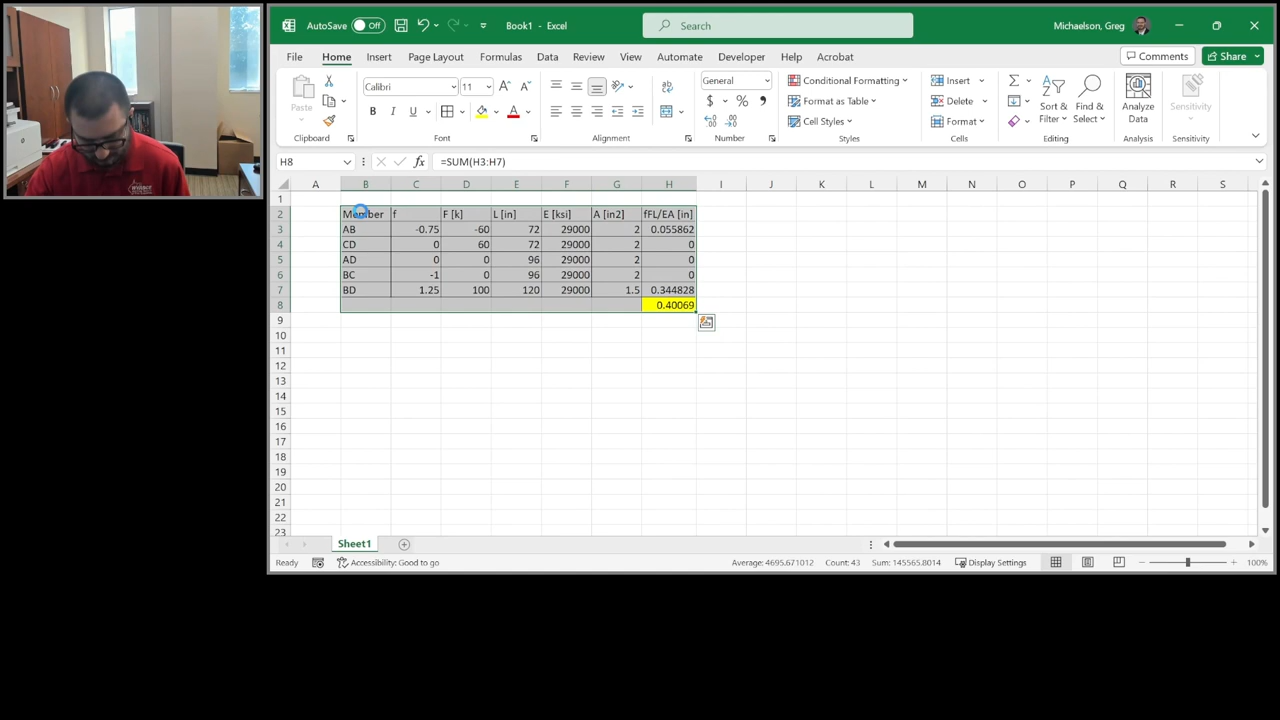 AutoSave Off Book1 - Excel Search Michaelson, Greg
File Home Insert Page Layout Formulas Data Review View Automate Developer Help Acrobat Comments Share
Paste Calibri 11 A A General Conditional Formatting Insert Sort & Filter Find & Select Analyze Data Sensitivity
B I U A $ % Format as Table Delete
Cell Styles Format
Clipboard Font Alignment Number Styles Cells Editing Analysis Sensitivity
H8 fx =SUM(H3:H7)
A B C D E F G H I J K L M N O P Q R S
1
2 Member f F [k] L [in] E [ksi] A [in2] fFL/EA [in]
3 AB -0.75 -60 72 29000 2 0.055862
4 CD 0 60 72 29000 2 0
5 AD 0 0 96 29000 2 0
6 BC -1 0 96 29000 2 0
7 BD 1.25 100 120 29000 1.5 0.344828
8 0.40069
9
10
11
12
13
14
15
16
17
18
19
20
21
22
23
Sheet1
Ready Accessibility: Good to go Average: 4695.671012 Count: 43 Sum: 145565.8014 Display Settings 100%